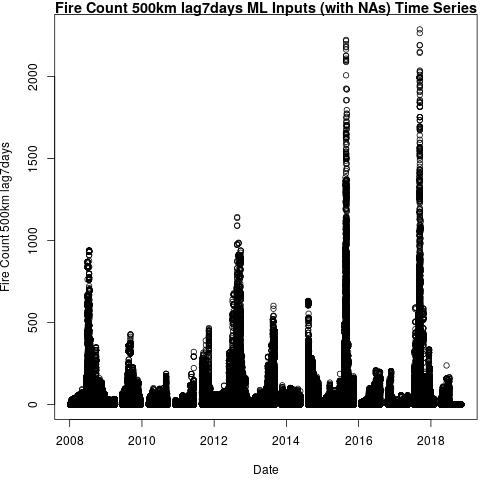 Fire Count 500km lag7days ML Inputs (with NAs) Time Series
Fire Count 500km lag7days
2000
1500
1000
500
0
2008 2010 2012 2014 2016 2018
Date